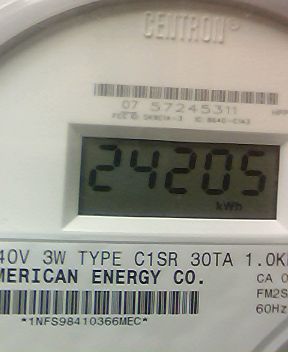 CENTRON®
07 57245311
24205
kWh
40V 3W TYPE C1SR 30TA 1.0K
MERICAN ENERGY CO.
CA 0
FM2S
60Hz
*1NFS98410366MEC*